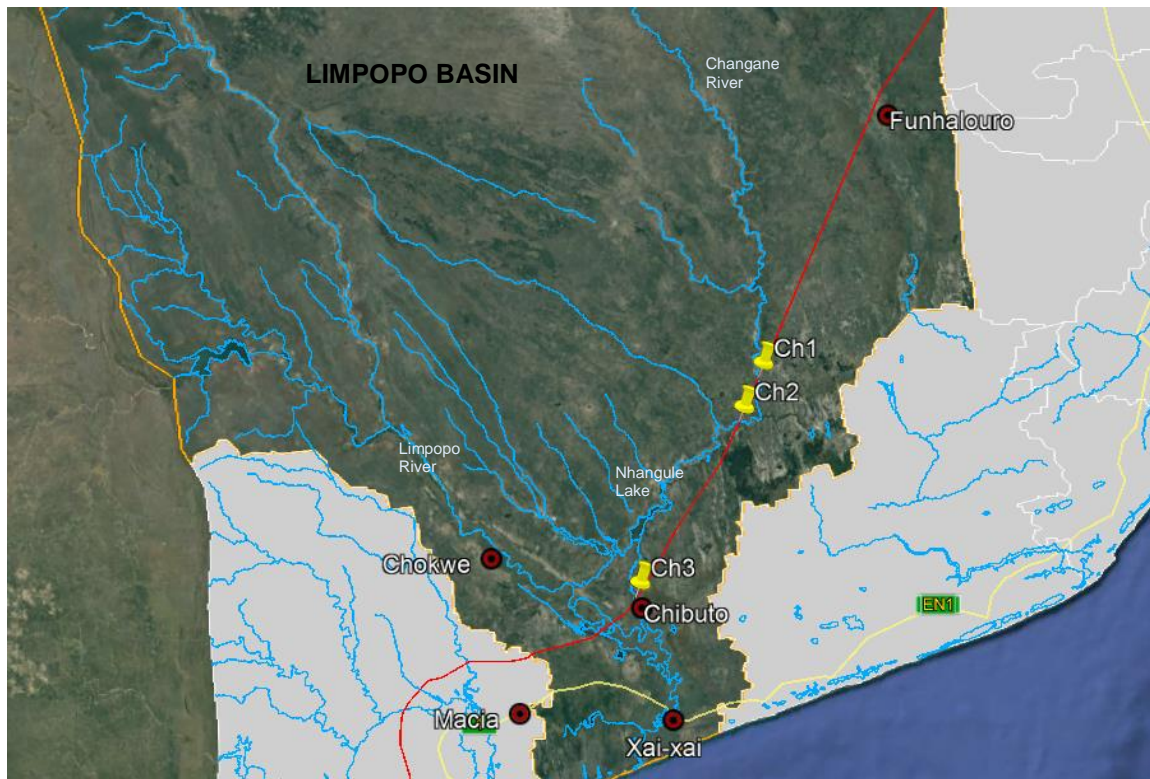 LIMPOPO BASIN
Changane
River
Funhalouro
Ch1
Ch2
Limpopo
River
Nhangule
Lake
Chokwe
Ch3
Chibuto
EN1
Macia
Xai-xai